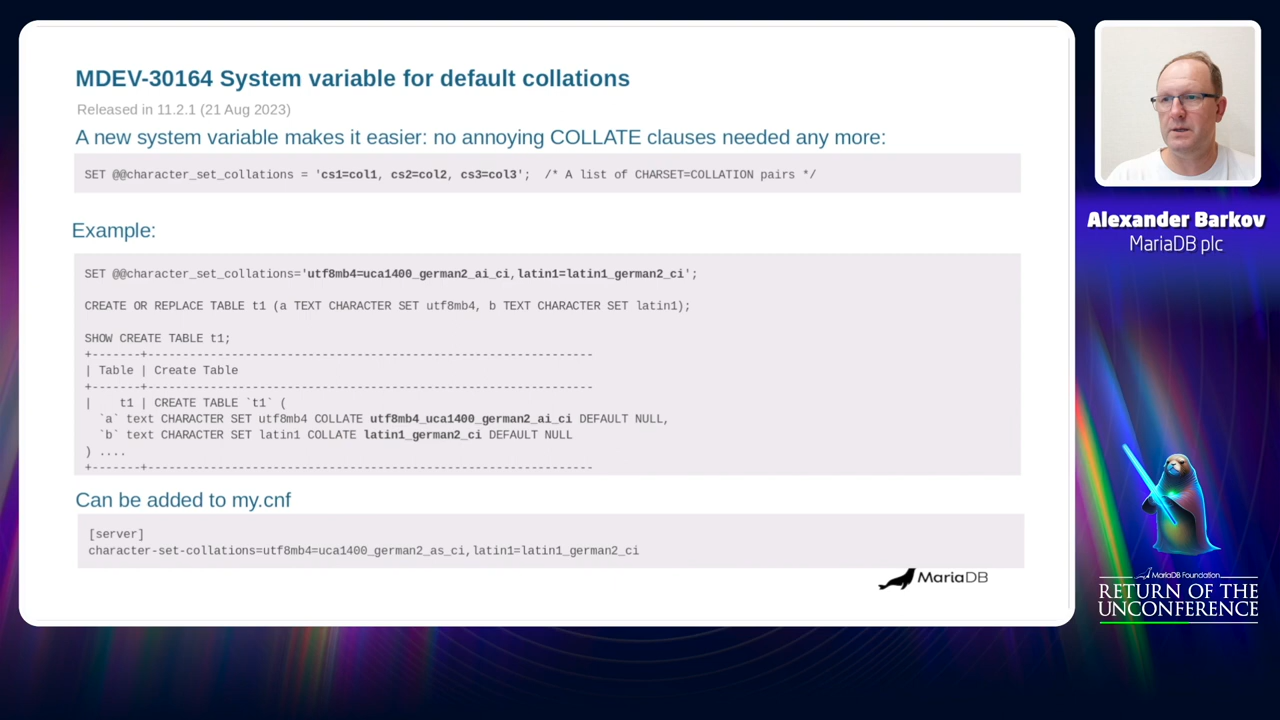 MDEV-30164 System variable for default collations
Released in 11.2.1 (21 Aug 2023)
A new system variable makes it easier: no annoying COLLATE clauses needed any more:
SET @@character_set_collations = 'cs1=col1, cs2=col2, cs3=col3';  /* A list of CHARSET=COLLATION pairs */
Example:
SET @@character_set_collations='utf8mb4=uca1400_german2_ai_ci,latin1=latin1_german2_ci';
CREATE OR REPLACE TABLE t1 (a TEXT CHARACTER SET utf8mb4, b TEXT CHARACTER SET latin1);
SHOW CREATE TABLE t1;
+-------+----------------------------------------------------------------
| Table | Create Table
+-------+----------------------------------------------------------------
|    t1 | CREATE TABLE `t1` (
  `a` text CHARACTER SET utf8mb4 COLLATE utf8mb4_uca1400_german2_ai_ci DEFAULT NULL,
  `b` text CHARACTER SET latin1 COLLATE latin1_german2_ci DEFAULT NULL
) ....
+-------+----------------------------------------------------------------
Can be added to my.cnf
[server]
character-set-collations=utf8mb4=uca1400_german2_as_ci,latin1=latin1_german2_ci
MariaDB
Alexander Barkov
MariaDB plc
MariaDB Foundation
RETURN OF THE
UNCONFERENCE